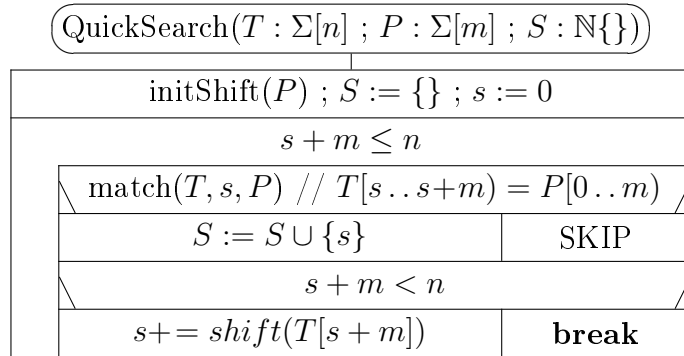 QuickSearch(T : Σ[n] ; P : Σ[m] ; S : ℕ{})
initShift(P) ; S := {} ; s := 0
s + m ≤ n
match(T, s, P) // T[s . . s+m) = P[0 . . m)
S := S ∪ {s} SKIP
s + m < n
s+ = shift(T[s + m]) break